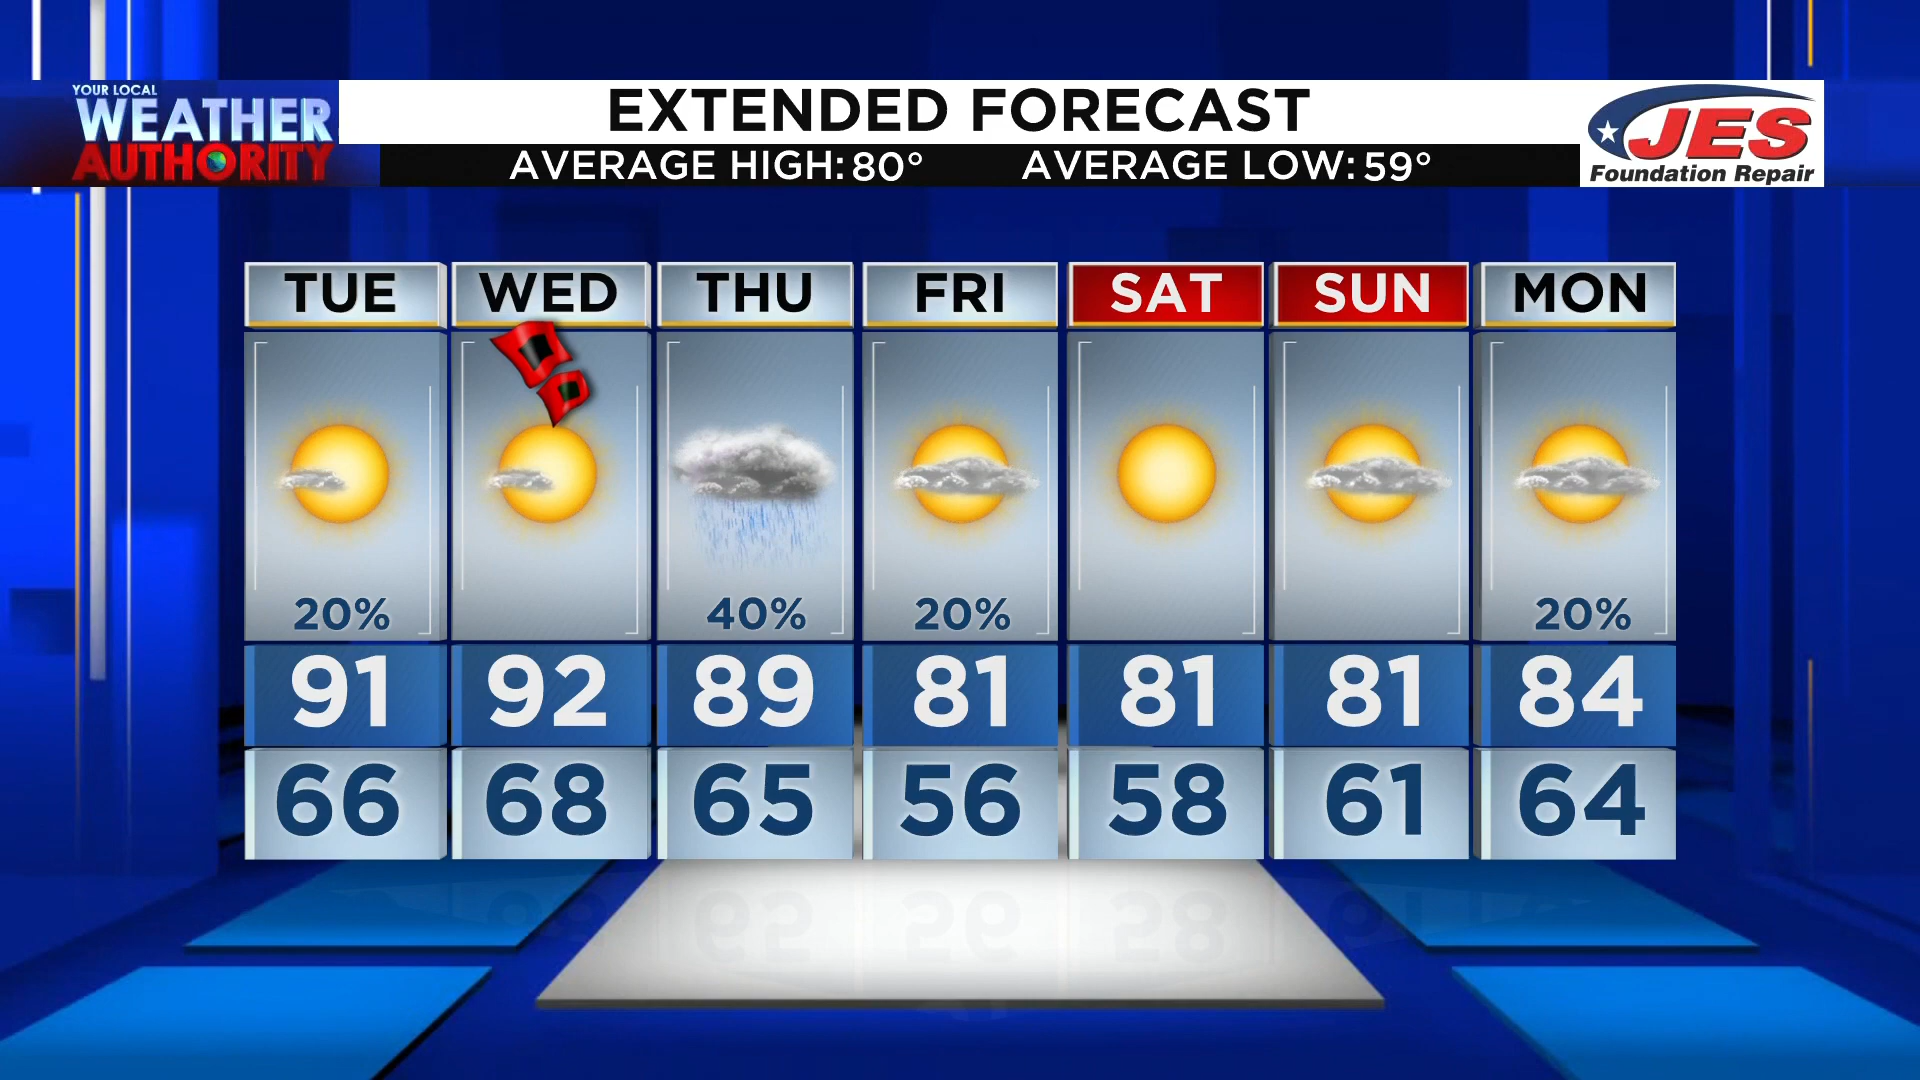 YOUR LOCAL
WEATHER
AUTHORITY
EXTENDED FORECAST
AVERAGE HIGH: 80° AVERAGE LOW: 59°
JES
Foundation Repair
TUE WED THU FRI SAT SUN MON
20% 40% 20% 20%
91 92 89 81 81 81 84
66 68 65 56 58 61 64